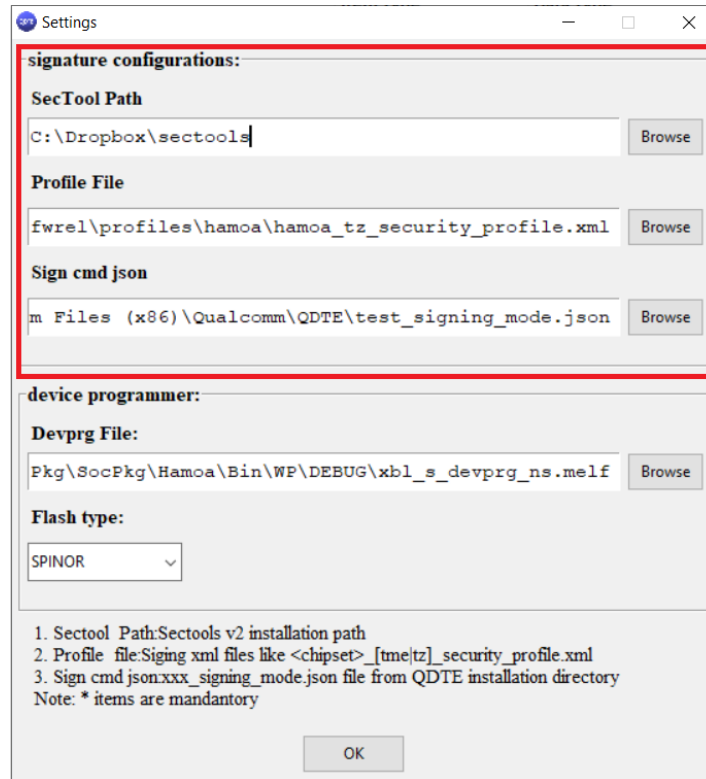 Settings
signature configurations:
SecTool Path
C:\Dropbox\sectools
Browse
Profile File
fwrel\profiles\hamoa\hamoa_tz_security_profile.xml
Browse
Sign cmd json
m Files (x86)\Qualcomm\QDTE\test_signing_mode.json
Browse
device programmer:
Devprg File:
Pkg\SocPkg\Hamoa\Bin\WP\DEBUG\xbl_s_devprg_ns.melf
Browse
Flash type:
SPINOR
1. Sectool Path:Sectools v2 installation path
2. Profile file:Siging xml files like <chipset>_[tme|tz]_security_profile.xml
3. Sign cmd json:xxx_signing_mode.json file from QDTE installation directory
Note: * items are mandantory
OK